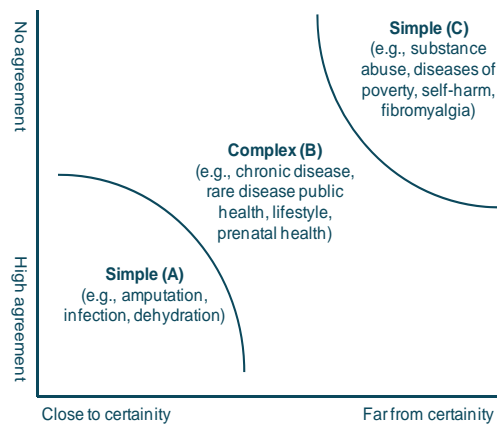 No agreement
High agreement
Simple (C)
(e.g., substance
abuse, diseases of
poverty, self-harm,
fibromyalgia)
Complex (B)
(e.g., chronic disease,
rare disease public
health, lifestyle,
prenatal health)
Simple (A)
(e.g., amputation,
infection, dehydration)
Close to certainity
Far from certainity